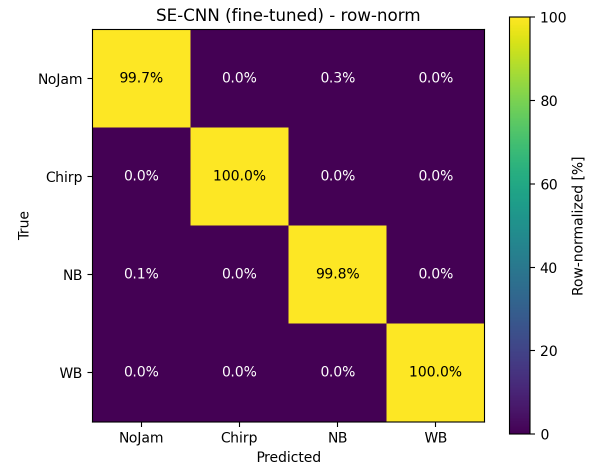 SE-CNN (fine-tuned) - row-norm
NoJam 99.7% 0.0% 0.3% 0.0%
Chirp 0.0% 100.0% 0.0% 0.0%
NB 0.1% 0.0% 99.8% 0.0%
WB 0.0% 0.0% 0.0% 100.0%
NoJam Chirp NB WB
Predicted
True
100
80
60
40
20
0
Row-normalized [%]